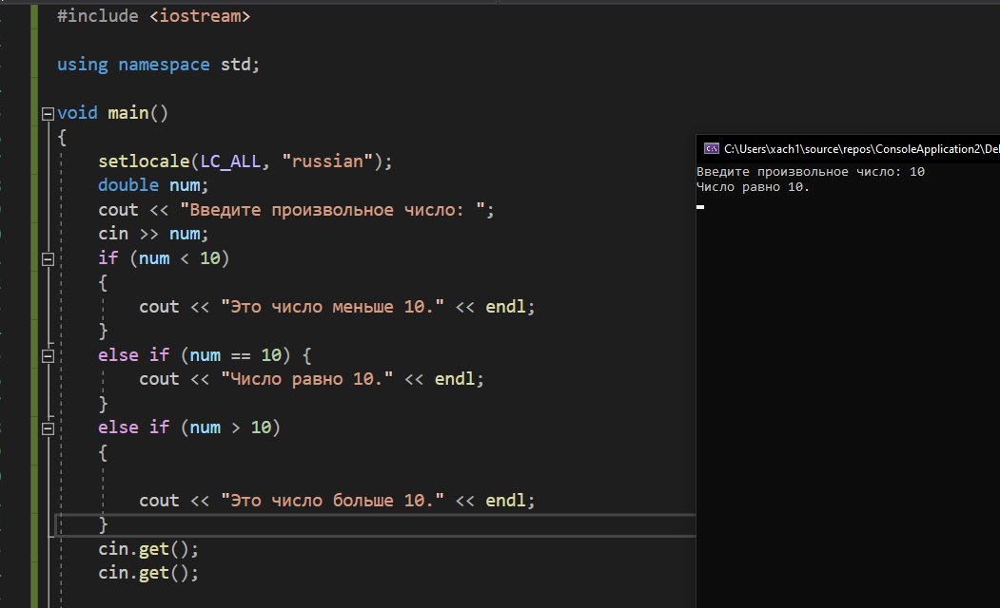 #include <iostream>
using namespace std;
void main()
{
setlocale(LC_ALL, "russian");
double num;
cout << "Введите произвольное число: ";
cin >> num;
if (num < 10)
{
cout << "Это число меньше 10." << endl;
}
else if (num == 10) {
cout << "Число равно 10." << endl;
}
else if (num > 10)
{
cout << "Это число больше 10." << endl;
}
cin.get();
cin.get();
C:\Users\xach1\source\repos\ConsoleApplication2\De
Введите произвольное число: 10
Число равно 10.